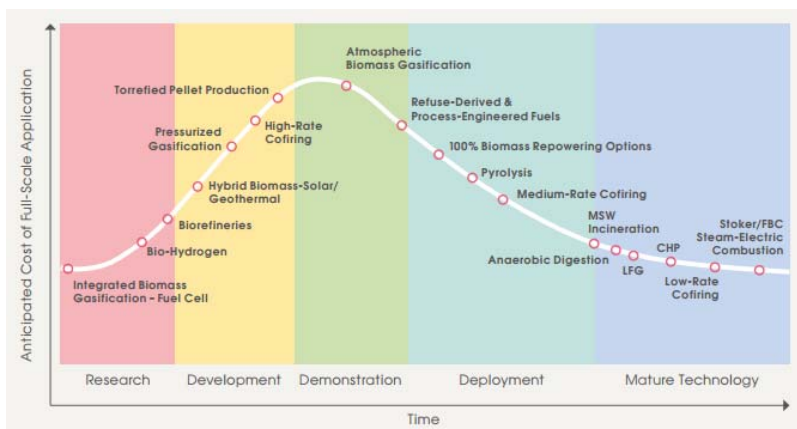 Anticipated Cost of Full-Scale Application
Atmospheric
Biomass Gasification
Torrefied Pellet Production
Refuse-Derived &
Process-Engineered Fuels
Pressurized
Gasification
High-Rate
Cofiring
100% Biomass Repowering Options
Pyrolysis
Hybrid Biomass-Solar/
Geothermal
Medium-Rate Cofiring
Biorefineries
MSW
Incineration
Stoker/FBC
Steam-Electric
Combustion
Bio-Hydrogen
CHP
Anaerobic Digestion
LFG
Integrated Biomass
Gasification – Fuel Cell
Low-Rate
Cofiring
Research
Development
Demonstration
Deployment
Mature Technology
Time